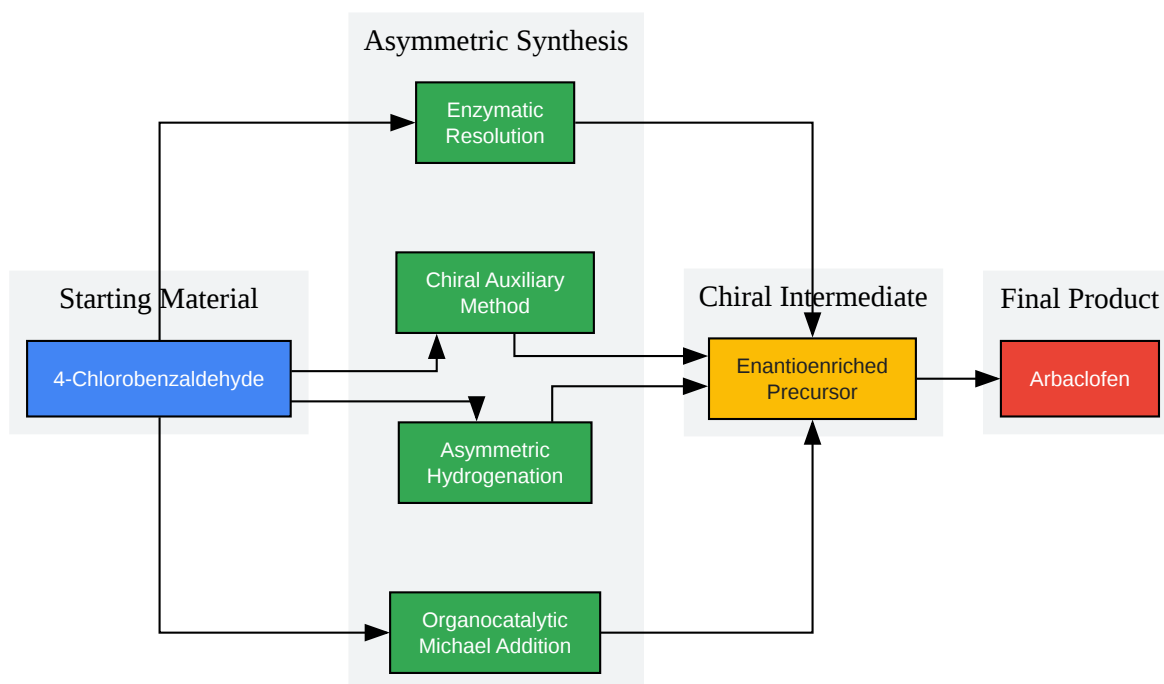 Asymmetric Synthesis
Enzymatic
Resolution
Starting Material
4-Chlorobenzaldehyde
Chiral Auxiliary
Method
Asymmetric
Hydrogenation
Organocatalytic
Michael Addition
Chiral Intermediate
Enantioenriched
Precursor
Final Product
Arbaclofen